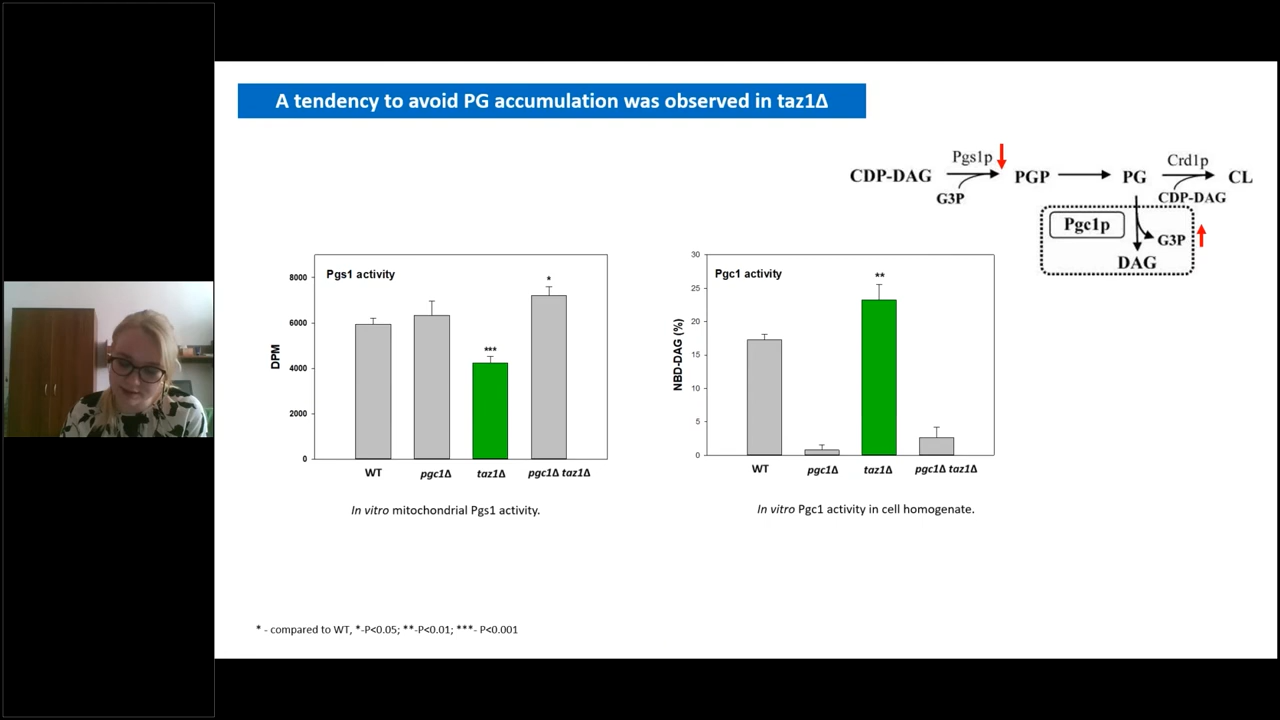 A tendency to avoid PG accumulation was observed in taz1Δ
Pgs1p
Crd1p
CDP-DAG
PGP
PG
CL
G3P
CDP-DAG
Pgc1p
G3P
DAG
Pgs1 activity
8000
6000
4000
2000
0
DPM
*
***
WT
pgc1Δ
taz1Δ
pgc1Δ taz1Δ
In vitro mitochondrial Pgs1 activity.
Pgc1 activity
30
25
20
15
10
5
0
NBD-DAG (%)
**
WT
pgc1Δ
taz1Δ
pgc1Δ taz1Δ
In vitro Pgc1 activity in cell homogenate.
* - compared to WT, *-P<0.05; **-P<0.01; ***- P<0.001